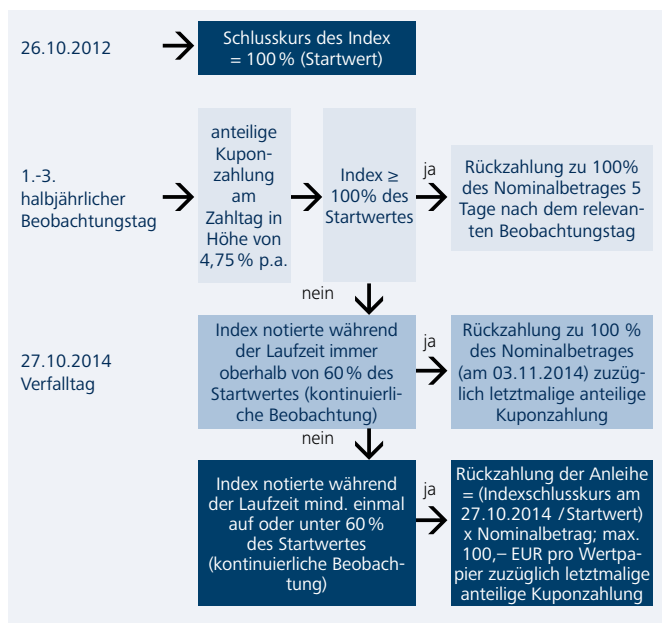 26.10.2012
Schlusskurs des Index
= 100 % (Startwert)
1.-3.
halbjährlicher
Beobachtungstag
anteilige
Kupon-
zahlung
am
Zahltag in
Höhe von
4,75 % p.a.
Index ≥
100% des
Startwertes
ja
Rückzahlung zu 100%
des Nominalbetrages 5
Tage nach dem relevan-
ten Beobachtungstag
nein
27.10.2014
Verfalltag
Index notierte während
der Laufzeit immer
oberhalb von 60 % des
Startwertes (kontinuierli-
che Beobachtung)
ja
Rückzahlung zu 100 %
des Nominalbetrages
(am 03.11.2014) zuzüg-
lich letztmalige anteilige
Kuponzahlung
nein
Index notierte während
der Laufzeit mind. einmal
auf oder unter 60 %
des Startwertes
(kontinuierliche Beobach-
tung)
ja
Rückzahlung der Anleihe
= (Indexschlusskurs am
27.10.2014 / Startwert)
x Nominalbetrag; max.
100,– EUR pro Wertpa-
pier zuzüglich letztmalige
anteilige Kuponzahlung